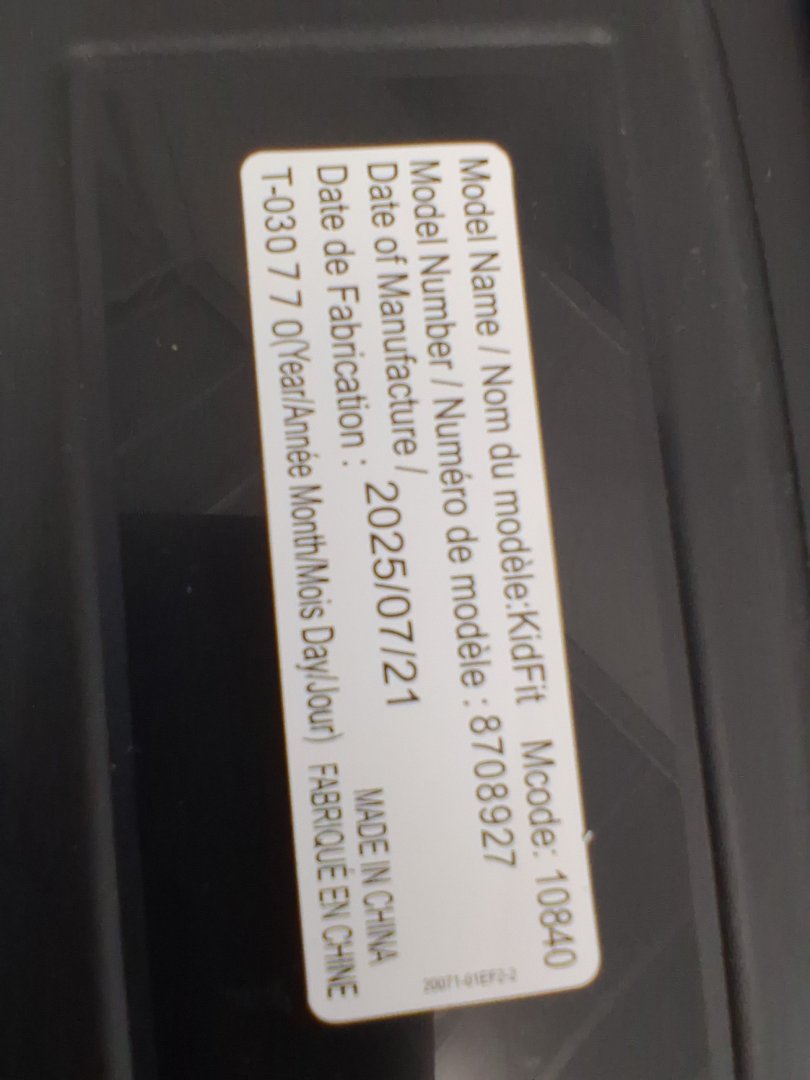 Model Name / Nom du modèle:KidFit Mcode: 10840
Model Number / Numéro de modèle : 8708927
Date of Manufacture /
Date de Fabrication : 2025/07/21
T-030 7 7 0(Year/Année Month/Mois Day/Jour)
MADE IN CHINA
FABRIQUÉ EN CHINE
20071-01EF2-2